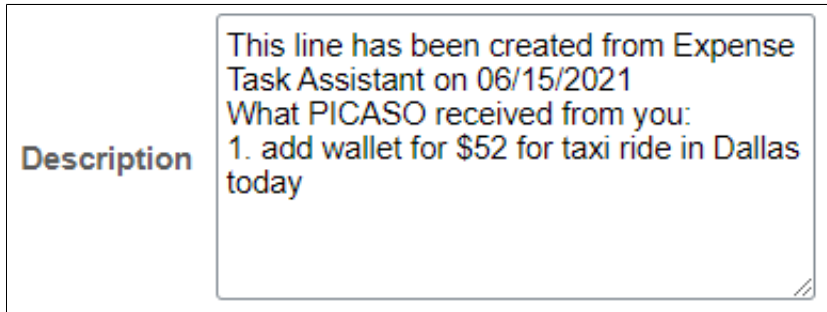 Description
This line has been created from Expense
Task Assistant on 06/15/2021
What PICASO received from you:
1. add wallet for $52 for taxi ride in Dallas
today